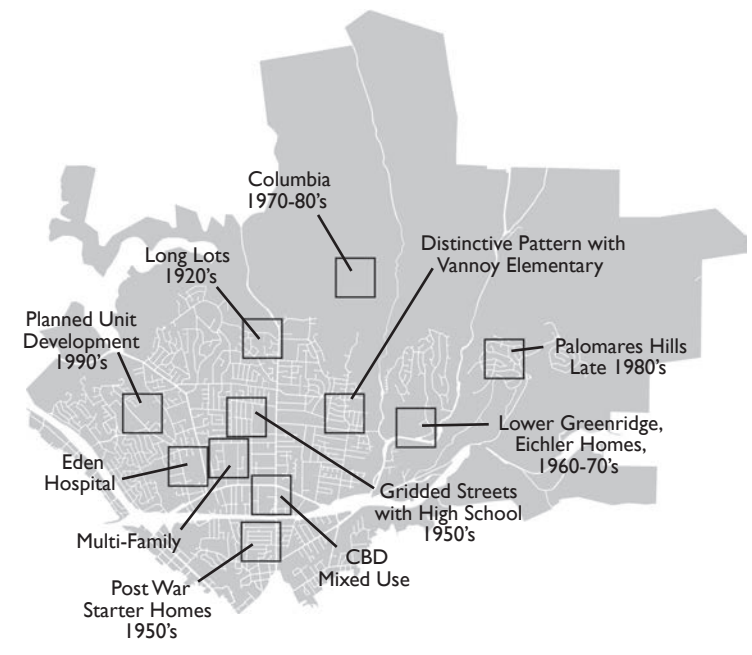 Columbia
1970-80's
Distinctive Pattern with
Vannoy Elementary
Long Lots
1920's
Planned Unit
Development
1990's
Palomares Hills
Late 1980's
Lower Greenridge,
Eichler Homes,
1960-70's
Eden
Hospital
Gridded Streets
with High School
1950's
Multi-Family
CBD
Mixed Use
Post War
Starter Homes
1950's